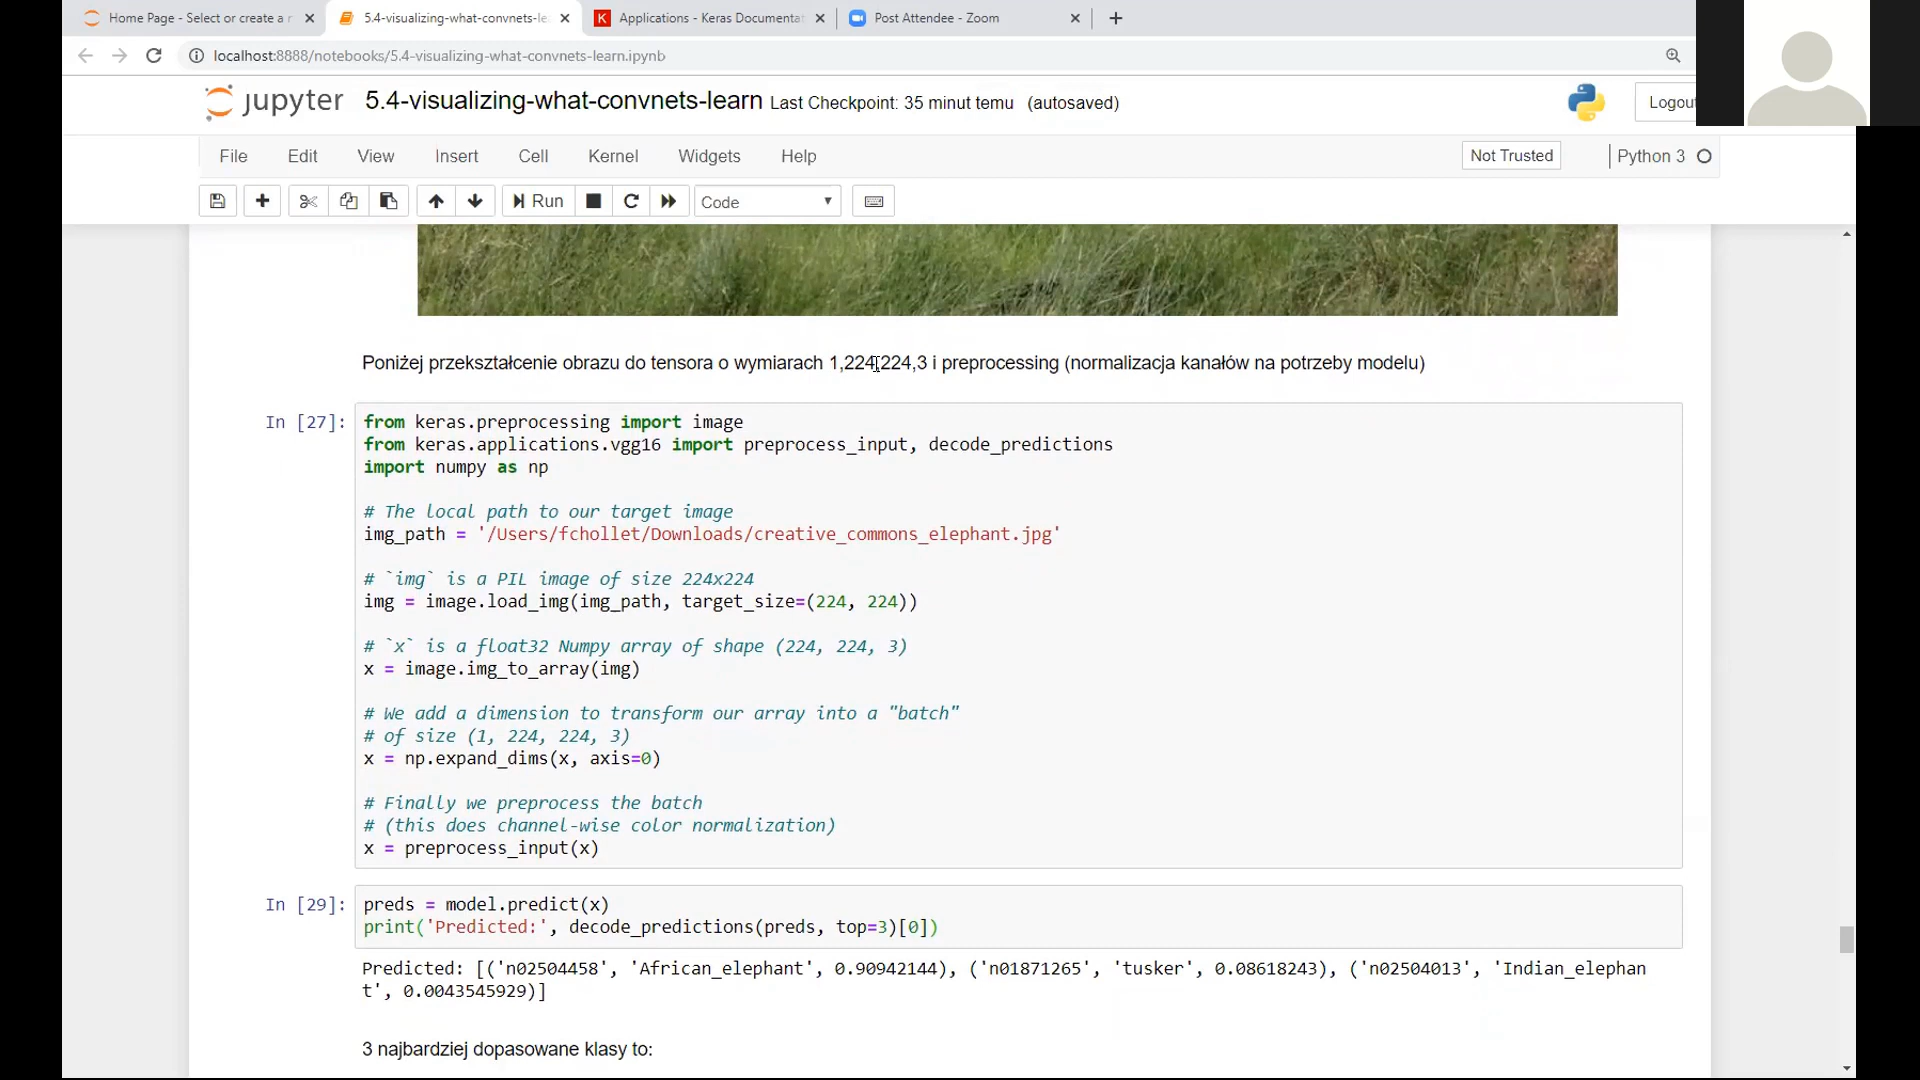 Home Page - Select or create a n
5.4-visualizing-what-convnets-le
Applications - Keras Documentat
Post Attendee - Zoom
localhost:8888/notebooks/5.4-visualizing-what-convnets-learn.ipynb
jupyter 5.4-visualizing-what-convnets-learn Last Checkpoint: 35 minut temu (autosaved)
Logout
File Edit View Insert Cell Kernel Widgets Help
Not Trusted
Python 3
Run
Code
Poniżej przekształcenie obrazu do tensora o wymiarach 1,224,224,3 i preprocessing (normalizacja kanałów na potrzeby modelu)
In [27]:
from keras.preprocessing import image
from keras.applications.vgg16 import preprocess_input, decode_predictions
import numpy as np
# The local path to our target image
img_path = '/Users/fchollet/Downloads/creative_commons_elephant.jpg'
# `img` is a PIL image of size 224x224
img = image.load_img(img_path, target_size=(224, 224))
# `x` is a float32 Numpy array of shape (224, 224, 3)
x = image.img_to_array(img)
# We add a dimension to transform our array into a "batch"
# of size (1, 224, 224, 3)
x = np.expand_dims(x, axis=0)
# Finally we preprocess the batch
# (this does channel-wise color normalization)
x = preprocess_input(x)
In [29]:
preds = model.predict(x)
print('Predicted:', decode_predictions(preds, top=3)[0])
Predicted: [('n02504458', 'African_elephant', 0.90942144), ('n01871265', 'tusker', 0.08618243), ('n02504013', 'Indian_elephan
t', 0.0043545929)]
3 najbardziej dopasowane klasy to: